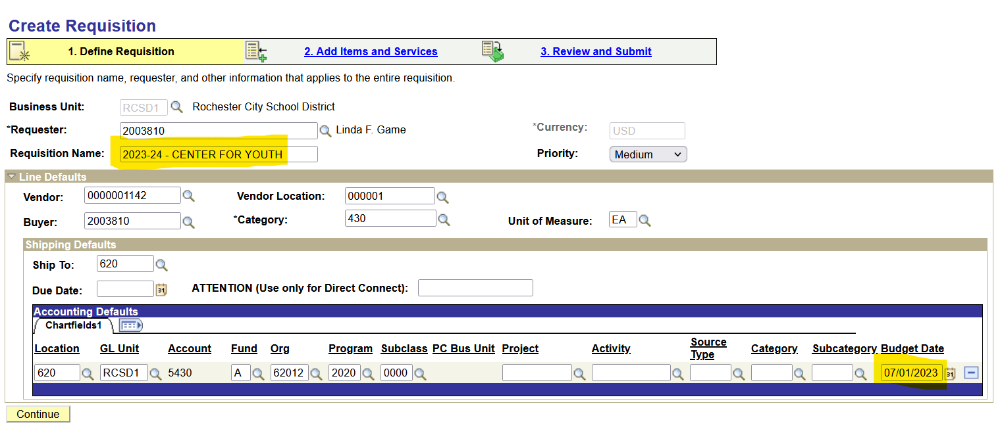 Create Requisition
1. Define Requisition 2. Add Items and Services 3. Review and Submit
Specify requisition name, requester, and other information that applies to the entire requisition.
Business Unit: RCSD1 Rochester City School District
*Requester: 2003810 Linda F. Game *Currency: USD
Requisition Name: 2023-24 - CENTER FOR YOUTH Priority: Medium
Line Defaults
Vendor: 0000001142 Vendor Location: 000001
Buyer: 2003810 *Category: 430 Unit of Measure: EA
Shipping Defaults
Ship To: 620
Due Date: 31 ATTENTION (Use only for Direct Connect):
Accounting Defaults
Chartfields1
Location GL Unit Account Fund Org Program Subclass PC Bus Unit Project Activity Source Type Category Subcategory Budget Date
620 RCSD1 5430 A 62012 2020 0000 07/01/2023 31
Continue